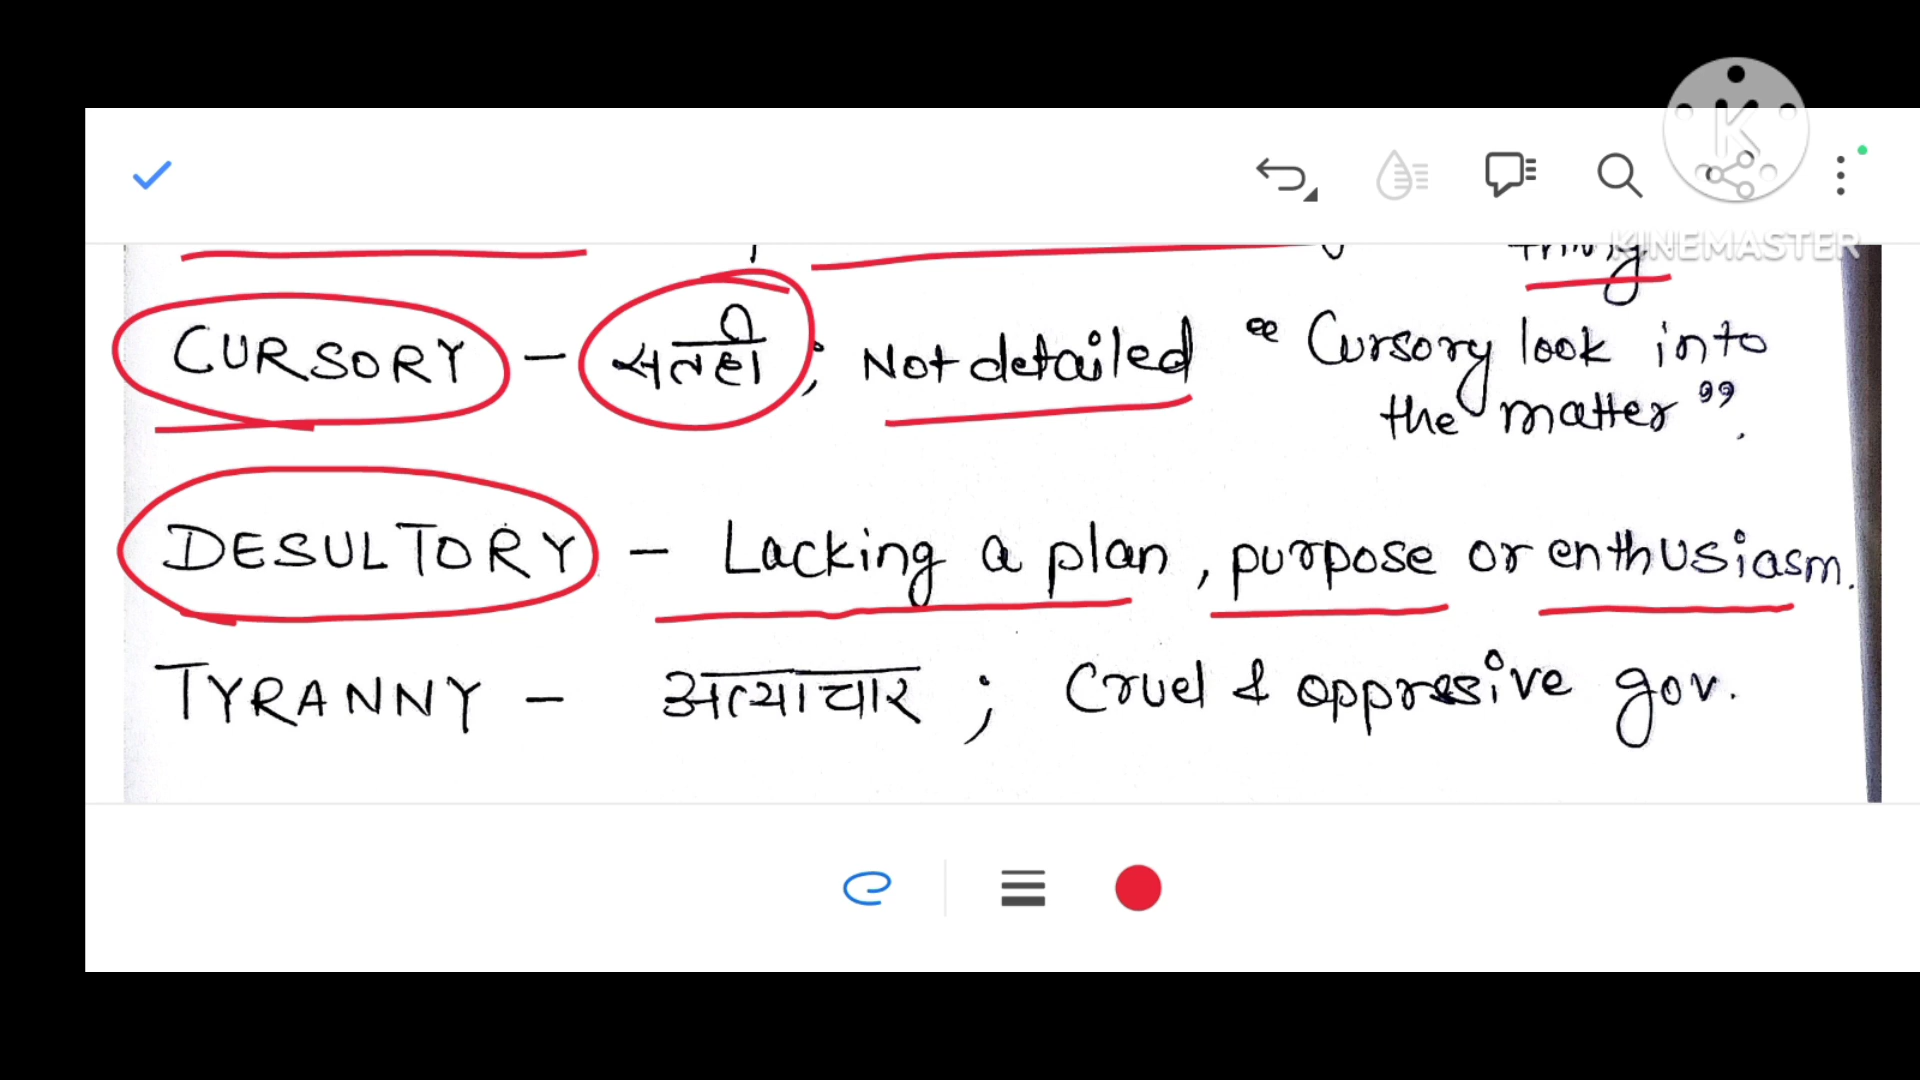 KINEMASTER
thing
CURSORY - सतही ; Not detailed “ Cursory look into
the matter ”.
DESULTORY - Lacking a plan, purpose or enthusiasm.
TYRANNY - अत्याचार ; Cruel & oppressive gov.